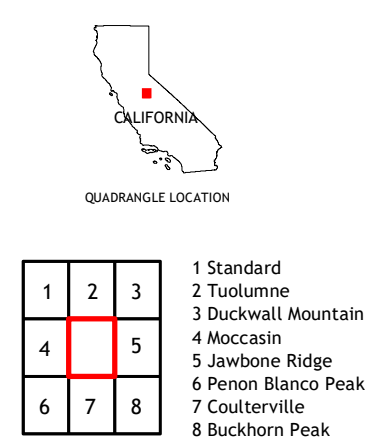 CALIFORNIA
QUADRANGLE LOCATION
1 2 3
4 5
6 7 8
1 Standard
2 Tuolumne
3 Duckwall Mountain
4 Moccasin
5 Jawbone Ridge
6 Penon Blanco Peak
7 Coulterville
8 Buckhorn Peak